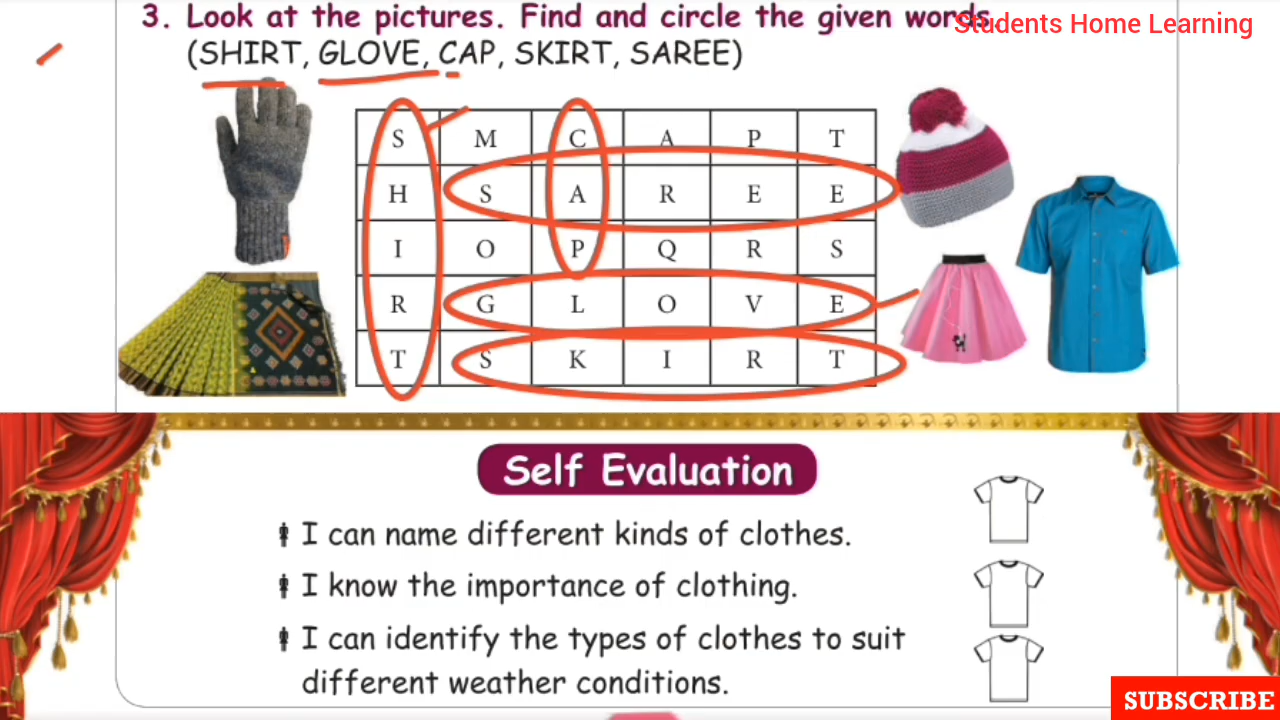 3. Look at the pictures. Find and circle the given words.
Students Home Learning
(SHIRT, GLOVE, CAP, SKIRT, SAREE)
S M C A P T
H S A R E E
I O P Q R S
R G L O V E
T S K I R T
Self Evaluation
I can name different kinds of clothes.
I know the importance of clothing.
I can identify the types of clothes to suit
different weather conditions.
SUBSCRIBE